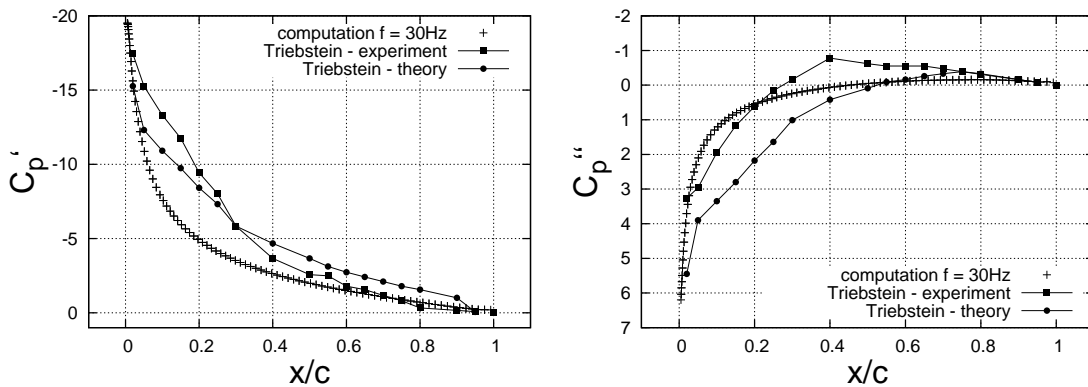 -20
-15
-10
-5
0
0
0.2
0.4
0.6
0.8
1
x/c
Cp‘
computation f = 30Hz
Triebstein - experiment
Triebstein - theory
-2
-1
0
1
2
3
4
5
6
7
0
0.2
0.4
0.6
0.8
1
x/c
Cp“
computation f = 30Hz
Triebstein - experiment
Triebstein - theory